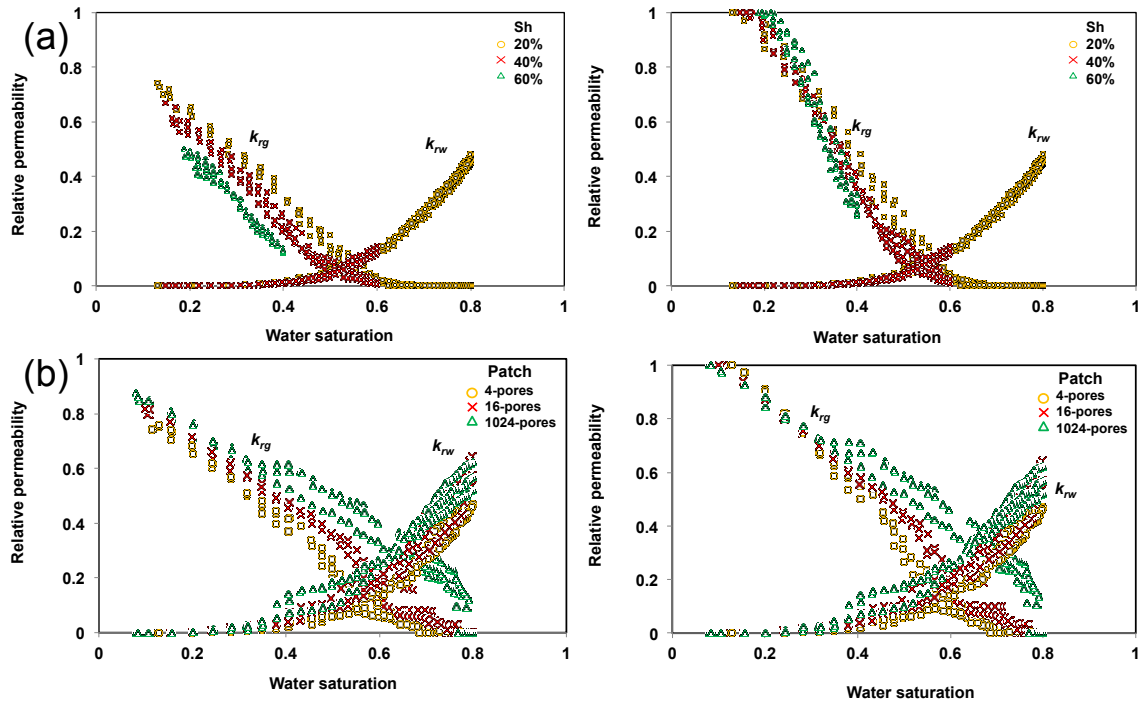 (a)
Relative permeability
1
0.8
0.6
0.4
0.2
0
0
0.2
0.4
0.6
0.8
1
Water saturation
Sh
20%
40%
60%
krg
krw
Relative permeability
1
0.8
0.6
0.4
0.2
0
0
0.2
0.4
0.6
0.8
1
Water saturation
Sh
20%
40%
60%
krg
krw
(b)
Relative permeability
1
0.8
0.6
0.4
0.2
0
0
0.2
0.4
0.6
0.8
1
Water saturation
Patch
4-pores
16-pores
1024-pores
krg
krw
Relative permeability
1
0.8
0.6
0.4
0.2
0
0
0.2
0.4
0.6
0.8
1
Water saturation
Patch
4-pores
16-pores
1024-pores
krg
krw